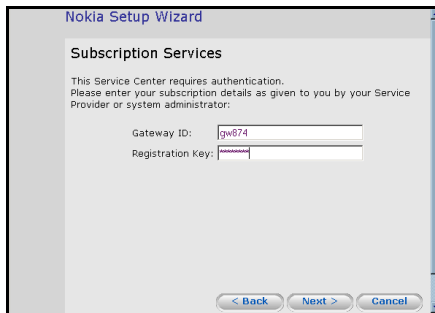 Nokia Setup Wizard
Subscription Services
This Service Center requires authentication.
Please enter your subscription details as given to you by your Service
Provider or system administrator:
Gateway ID: gw874
Registration Key: ********
< Back Next > Cancel